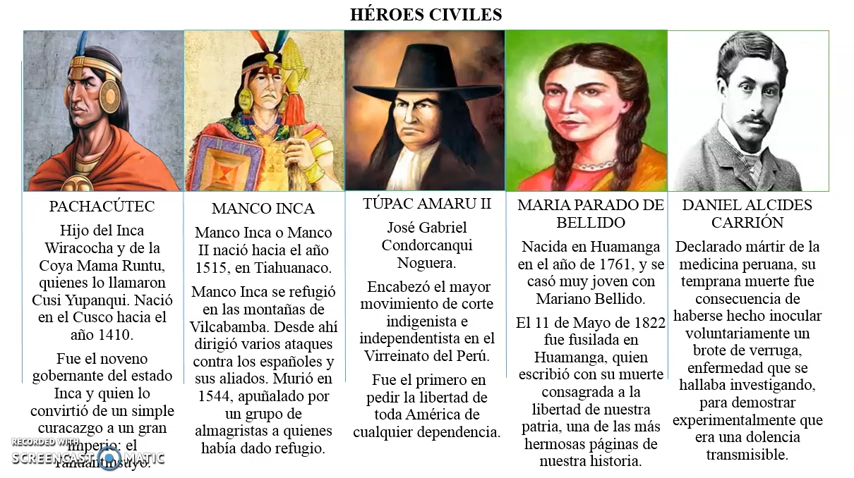 HÉROES CIVILES
PACHACÚTEC
Hijo del Inca
Wiracocha y de la
Coya Mama Runtu,
quienes lo llamaron
Cusi Yupanqui. Nació
en el Cusco hacia el
año 1410.
Fue el noveno
gobernante del estado
Inca y quien lo
convirtió de un simple
curacazgo a un gran
imperio: el
MANCO INCA
Manco Inca o Manco
II nació hacia el año
1515, en Tiahuanaco.
Manco Inca se refugió
en las montañas de
Vilcabamba. Desde ahí
dirigió varios ataques
contra los españoles y
sus aliados. Murió en
1544, apuñalado por
un grupo de
almagristas a quienes
había dado refugio.
TÚPAC AMARU II
José Gabriel
Condorcanqui
Noguera.
Encabezó el mayor
movimiento de corte
indigenista e
independentista en el
Virreinato del Perú.
Fue el primero en
pedir la libertad de
toda América de
cualquier dependencia.
MARIA PARADO DE
BELLIDO
Nacida en Huamanga
en el año de 1761, y se
casó muy joven con
Mariano Bellido.
El 11 de Mayo de 1822
fue fusilada en
Huamanga, quien
escribió con su muerte
consagrada a la
libertad de nuestra
patria, una de las más
hermosas páginas de
nuestra historia.
DANIEL ALCIDES
CARRIÓN
Declarado mártir de la
medicina peruana, su
temprana muerte fue
consecuencia de
haberse hecho inocular
voluntariamente un
brote de verruga,
enfermedad que se
hallaba investigando,
para demostrar
experimentalmente que
era una dolencia
transmisible.
RECORDED WITH
SCREENCAST MATIC